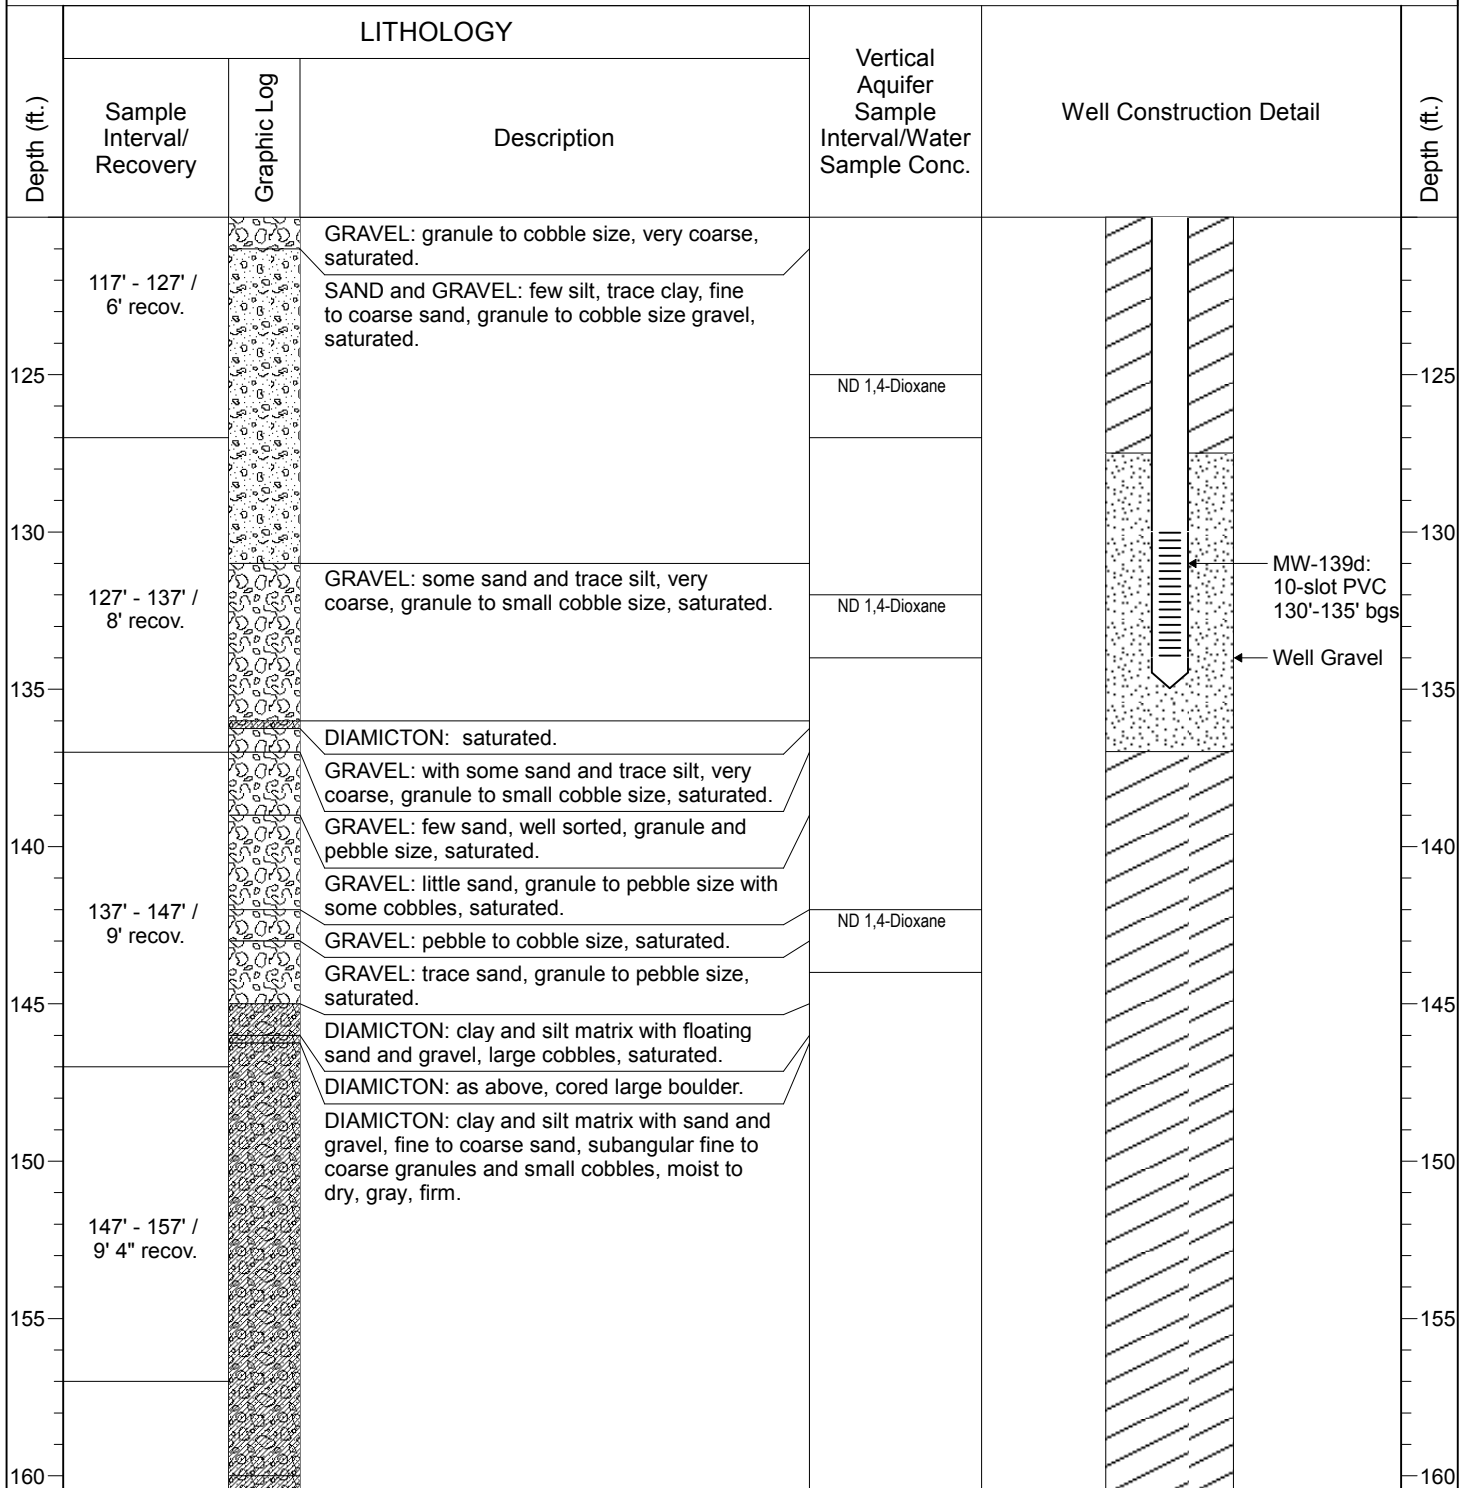 LITHOLOGY
Depth (ft.)
Sample
Interval/
Recovery
Graphic Log
Description
Vertical
Aquifer
Sample
Interval/Water
Sample Conc.
Well Construction Detail
Depth (ft.)
GRAVEL: granule to cobble size, very coarse,
saturated.
117' - 127' /
6' recov.
SAND and GRAVEL: few silt, trace clay, fine
to coarse sand, granule to cobble size gravel,
saturated.
125
ND 1,4-Dioxane
125
130
130
127' - 137' /
8' recov.
GRAVEL: some sand and trace silt, very
coarse, granule to small cobble size, saturated.
ND 1,4-Dioxane
MW-139d:
10-slot PVC
130'-135' bgs
Well Gravel
135
135
DIAMICTON:  saturated.
GRAVEL: with some sand and trace silt, very
coarse, granule to small cobble size, saturated.
GRAVEL: few sand, well sorted, granule and
pebble size, saturated.
140
140
GRAVEL: little sand, granule to pebble size with
some cobbles, saturated.
137' - 147' /
9' recov.
ND 1,4-Dioxane
GRAVEL: pebble to cobble size, saturated.
GRAVEL: trace sand, granule to pebble size,
saturated.
145
145
DIAMICTON: clay and silt matrix with floating
sand and gravel, large cobbles, saturated.
DIAMICTON: as above, cored large boulder.
DIAMICTON: clay and silt matrix with sand and
gravel, fine to coarse sand, subangular fine to
coarse granules and small cobbles, moist to
dry, gray, firm.
150
150
147' - 157' /
9' 4" recov.
155
155
160
160